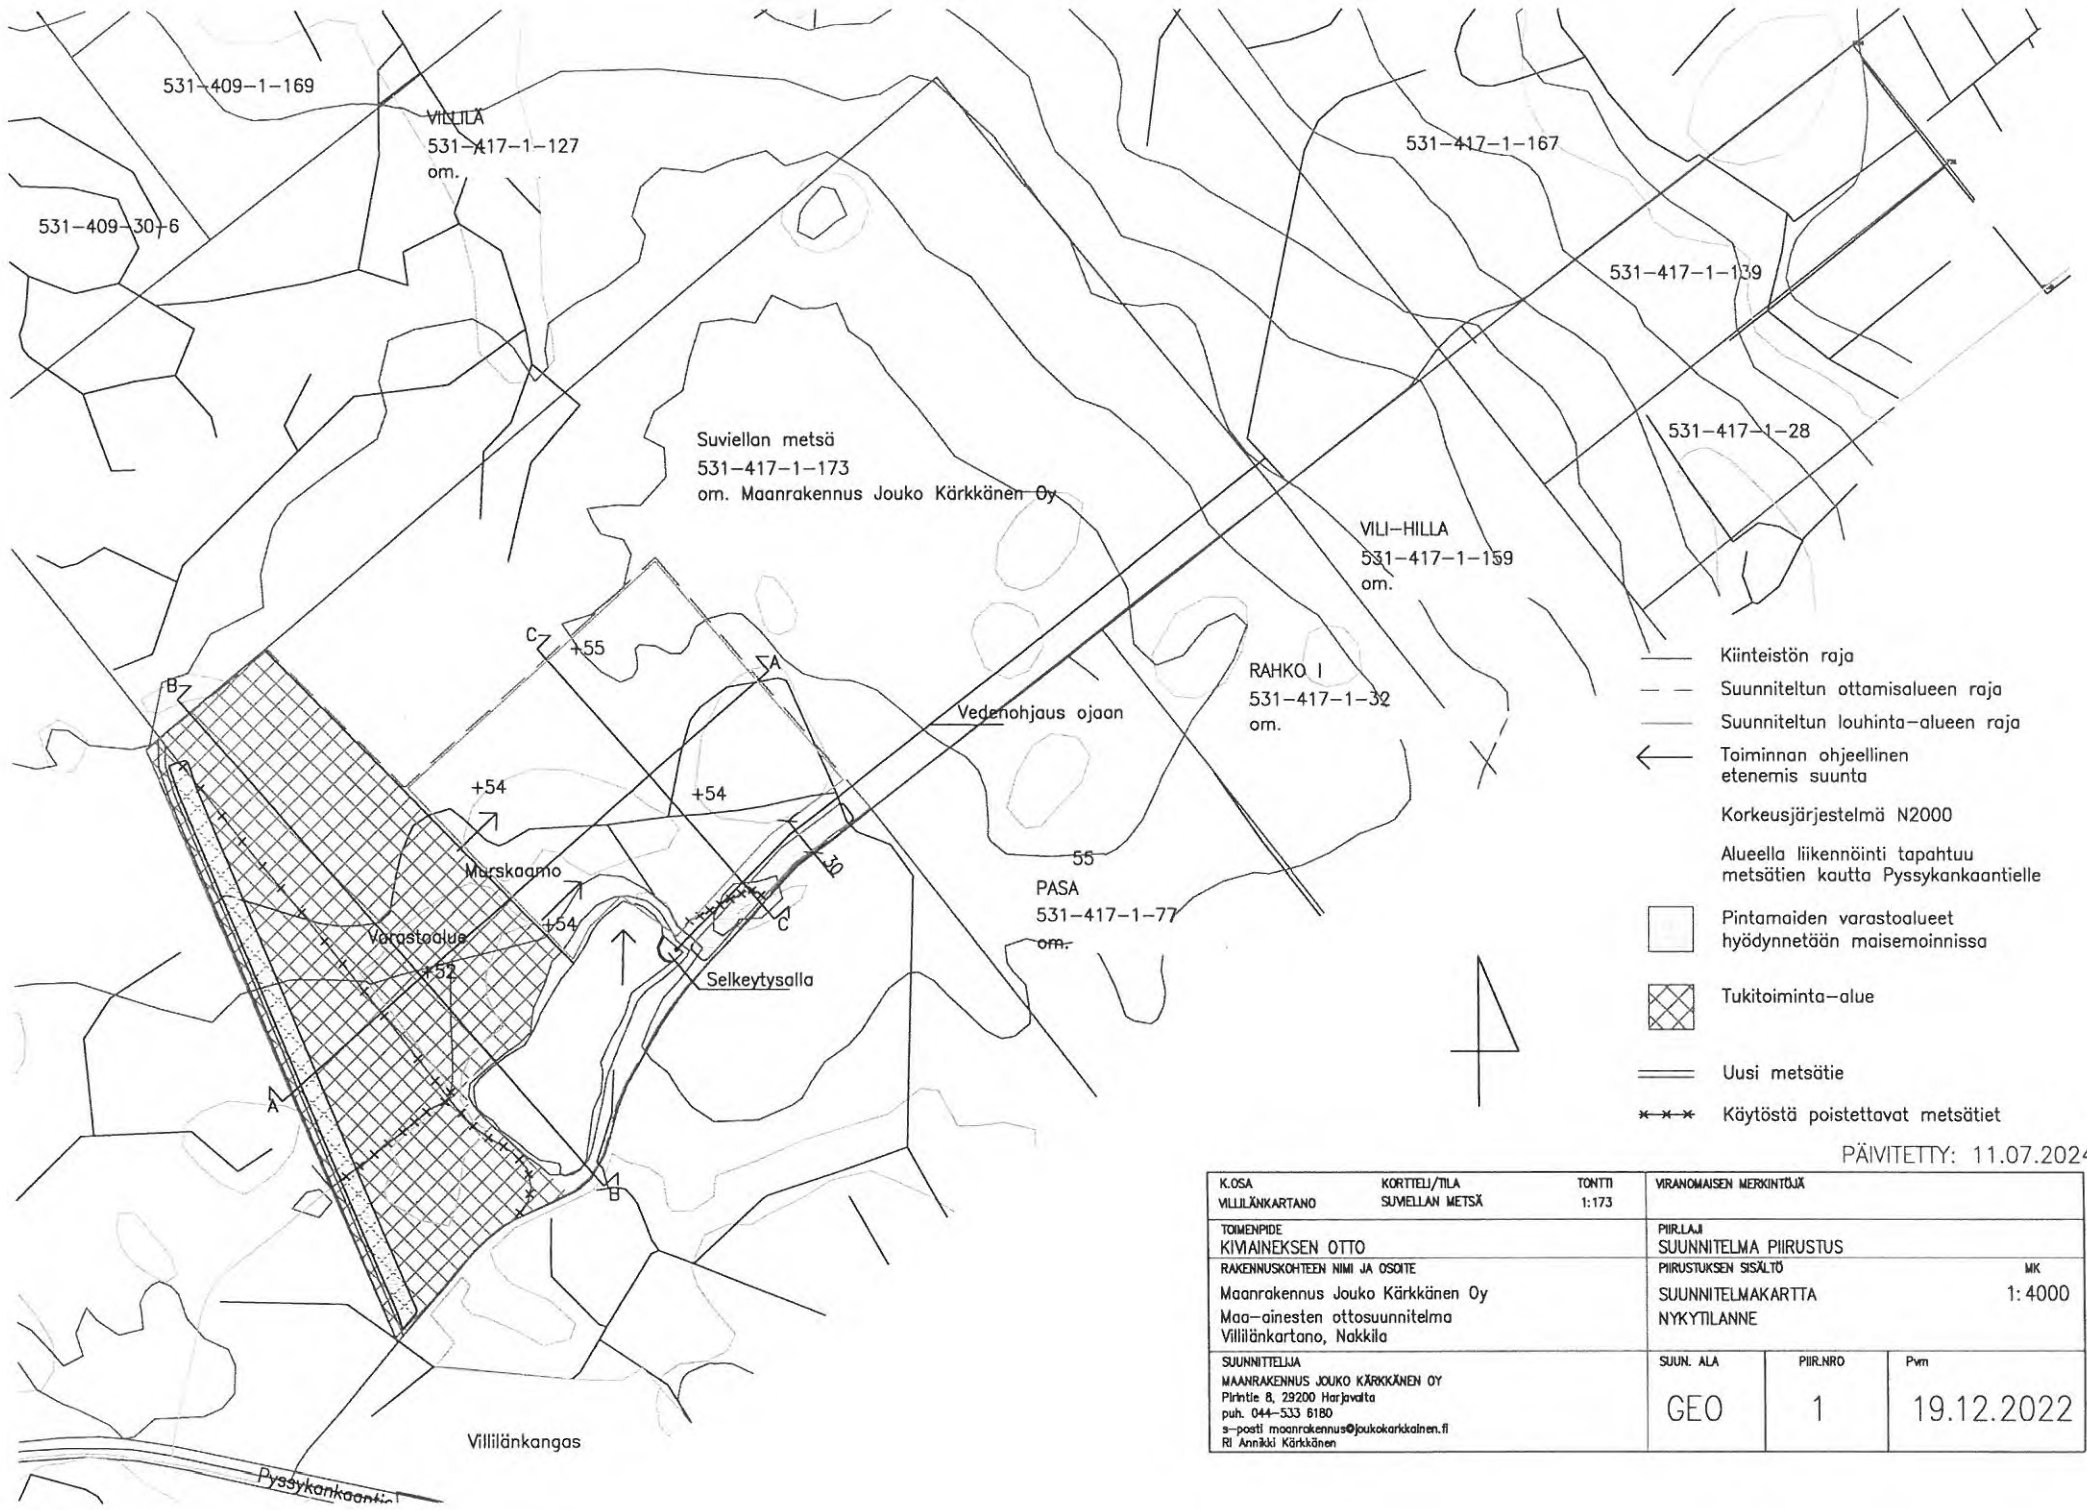 531-409-1-169
VILLILÄ
531-417-1-127
om.
531-409-30-6
531-417-1-167
531-417-1-139
531-417-1-28
Suviellan metsä
531-417-1-173
om. Maanrakennus Jouko Kärkkänen Oy
VILI-HILLA
531-417-1-159
om.
RAHKO I
531-417-1-32
om.
C
+55
A
B
Vedenohjaus ojaan
+54
+54
Murskaamo
30
55
PASA
531-417-1-77
om.
+54
C
Varastoalue
+52
Selkeytysalla
A
B
Villilänkangas
Kiinteistön raja
Suunniteltun ottamisalueen raja
Suunniteltun louhinta-alueen raja
Toiminnan ohjeellinen
etenemis suunta
Korkeusjärjestelmä N2000
Alueella liikennöinti tapahtuu
metsätien kautta Pyssykankaantielle
Pintamaiden varastoalueet
hyödynnetään maisemoinnissa
Tukitoiminta-alue
Uusi metsätie
Käytöstä poistettavat metsätiet
PÄIVITETTY: 11.07.2024
K.OSA KORTTELI/TILA TONTTI VIRANOMAISEN MERKINTÖJÄ
VILLILÄNKARTANO SUVIELLAN METSÄ 1:173
TOIMENPIDE PIIR.LAJI
KIVIAINEKSEN OTTO SUUNNITELMA PIIRUSTUS
RAKENNUSKOHTEEN NIMI JA OSOITE PIIRUSTUKSEN SISÄLTÖ MK
Maanrakennus Jouko Kärkkänen Oy SUUNNITELMAKARTTA 1:4000
Maa-ainesten ottosuunnitelma NYKYTILANNE
Villilänkartano, Nakkila
SUUNNITTELIJA SUUN. ALA PIIR.NRO Pvm
MAANRAKENNUS JOUKO KÄRKKÄNEN OY
Pirintie 8, 29200 Harjavalta
puh. 044-533 6180 GEO 1 19.12.2022
s-posti maanrakennus@joukokarkkainen.fi
RI Annikki Kärkkänen